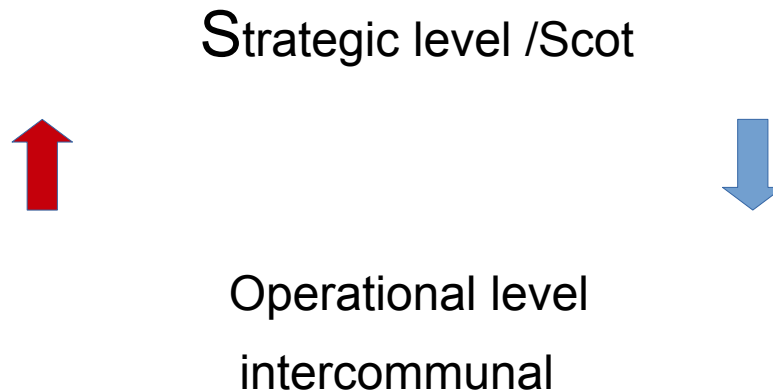 Strategic level /Scot
Operational level
intercommunal